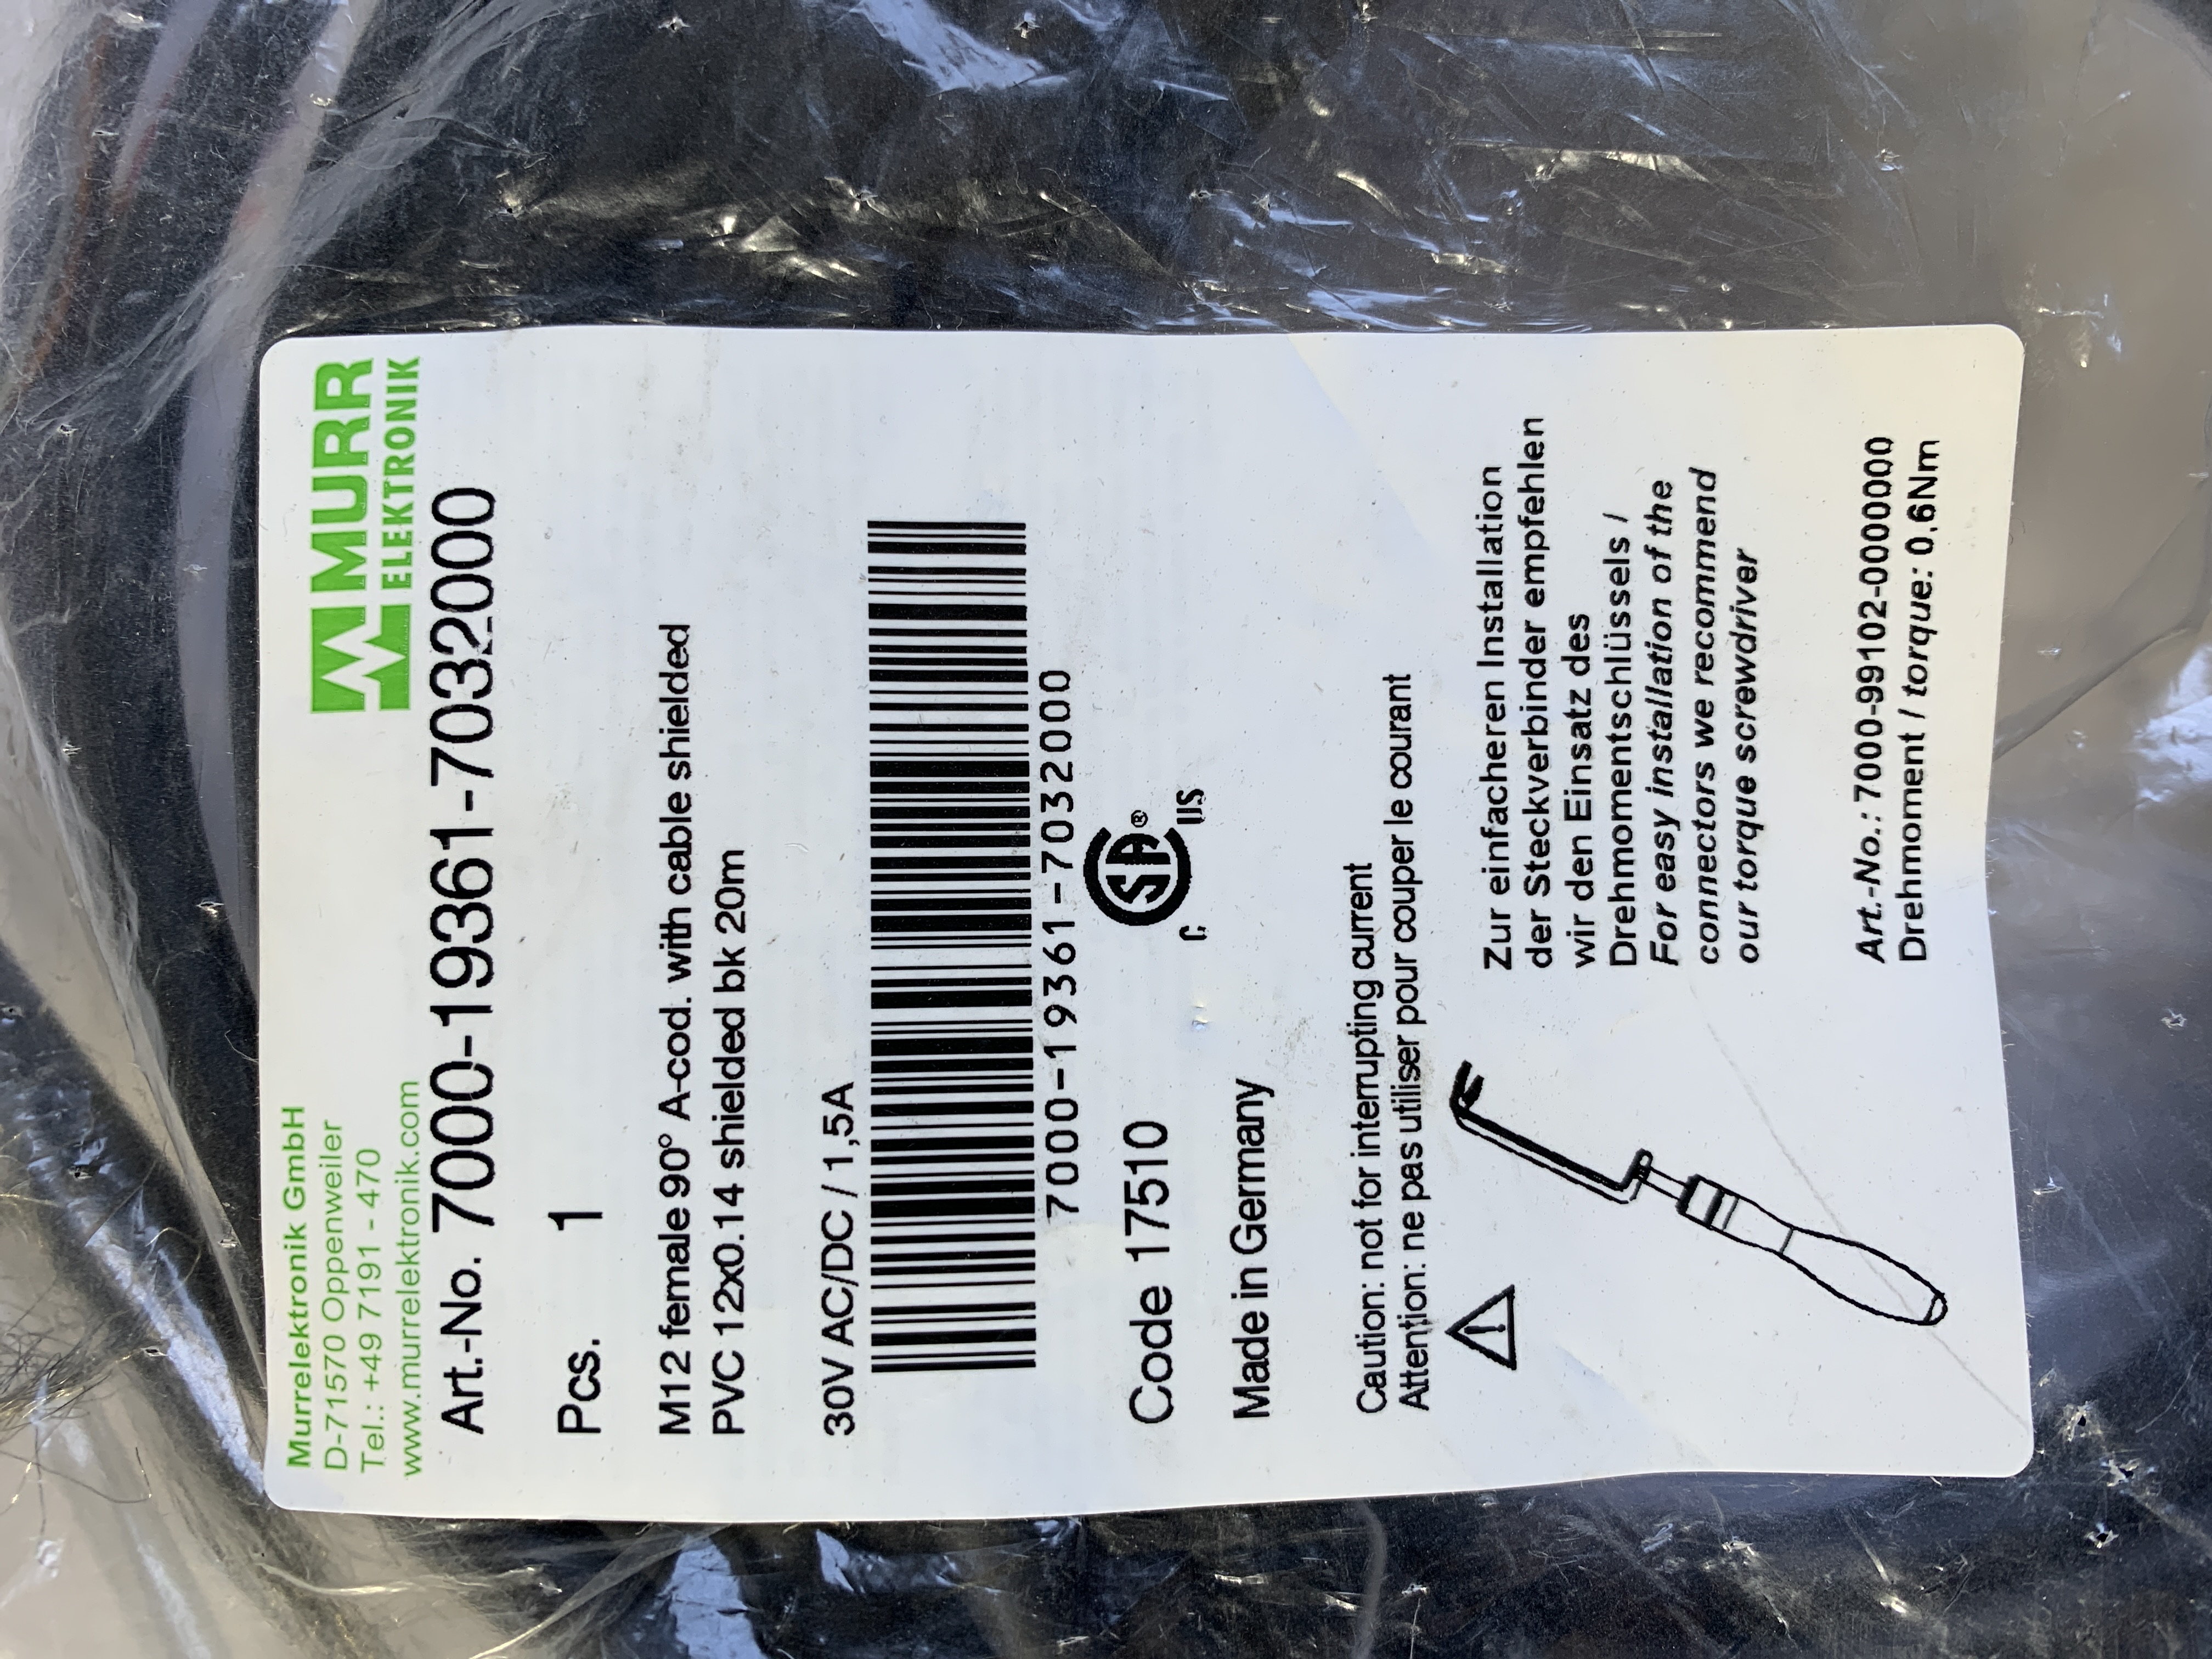 Murrelektronik GmbH
D-71570 Oppenweiler
Tel.: +49 7191 - 470
www.murrelektronik.com
MURR
ELEKTRONIK
Art.-No. 7000-19361-7032000
Pcs. 1
M12 female 90° A-cod. with cable shielded
PVC 12x0.14 shielded bk 20m
30V AC/DC / 1,5A
7000-19361-7032000
Code 17510
C SA ® US
Made in Germany
Caution: not for interrupting current
Attention: ne pas utiliser pour couper le courant
Zur einfacheren Installation
der Steckverbinder empfehlen
wir den Einsatz des
Drehmomentschlüssels /
For easy installation of the
connectors we recommend
our torque screwdriver
Art.-No.: 7000-99102-0000000
Drehmoment / torque: 0,6Nm